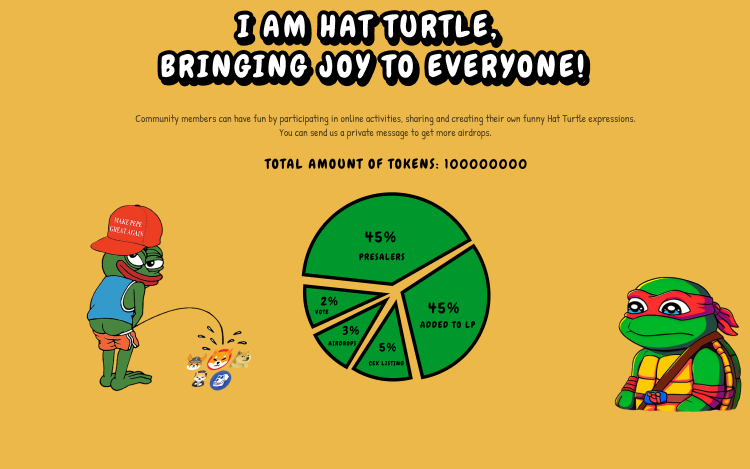 I AM HAT TURTLE,
BRINGING JOY TO EVERYONE!
Community members can have fun by participating in online activities, sharing and creating their own funny Hat Turtle expressions.
You can send us a private message to get more airdrops.
TOTAL AMOUNT OF TOKENS: 100000000
MAKE PEPE
GREAT AGAIN
45%
PRESALERS
2%
VOTE
3%
AIRDROPS
5%
CEX LISTING
45%
ADDED TO LP